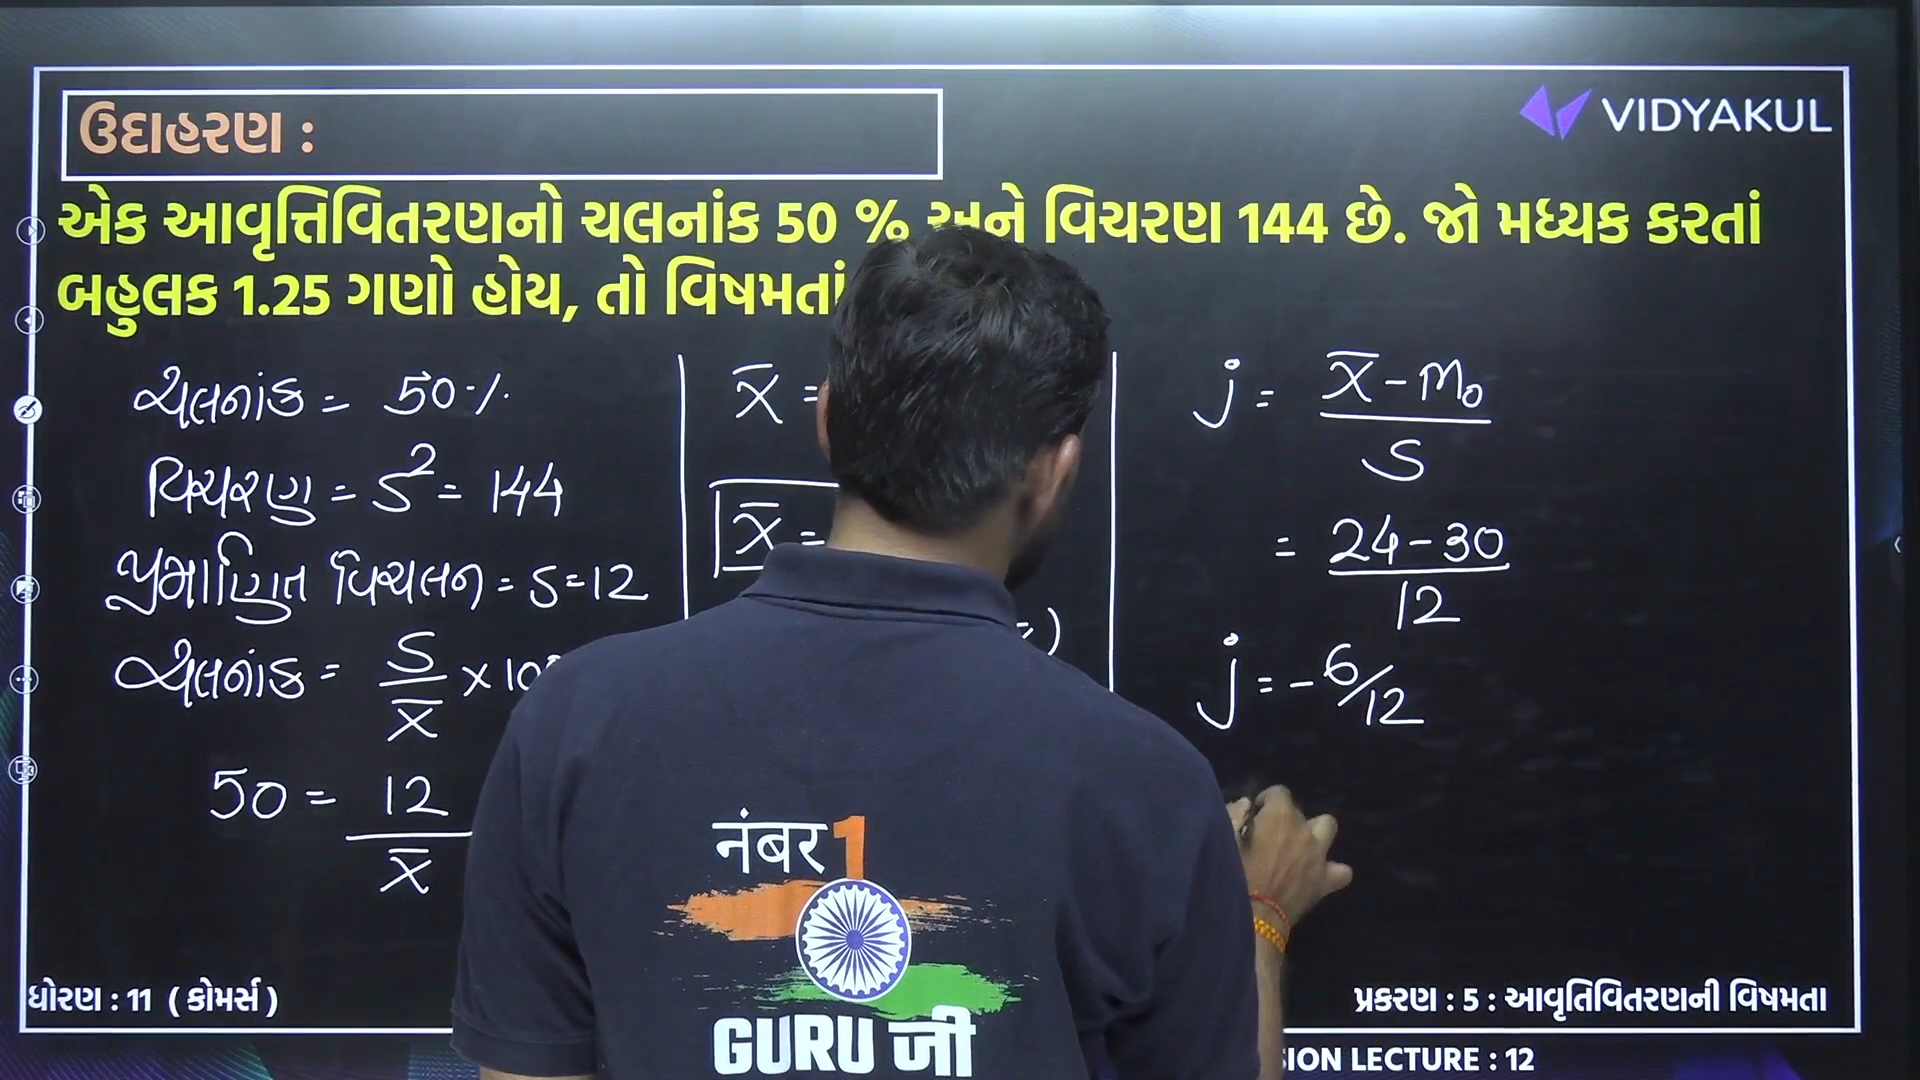 ઉદાહરણ :
VIDYAKUL
એક આવૃત્તિવિતરણનો ચલનાંક 50 % અને વિચરણ 144 છે. જો મધ્યક કરતાં
બહુલક 1.25 ગણો હોય, તો વિષમતાં
ચલનાંક = 50%
વિચરણ = S² = 144
પ્રમાણિત વિચલન = S = 12
ચલનાંક = S/x̄ × 10
50 = 12/x̄
x̄ =
x̄ =
j = x̄ - M₀ / S
= 24 - 30 / 12
j = - 6/12
નંબર 1
GURU जी
ધોરણ : 11 ( કોમર્સ )
પ્રકરણ : 5 : આવૃતિવિતરણની વિષમતા
LECTURE : 12